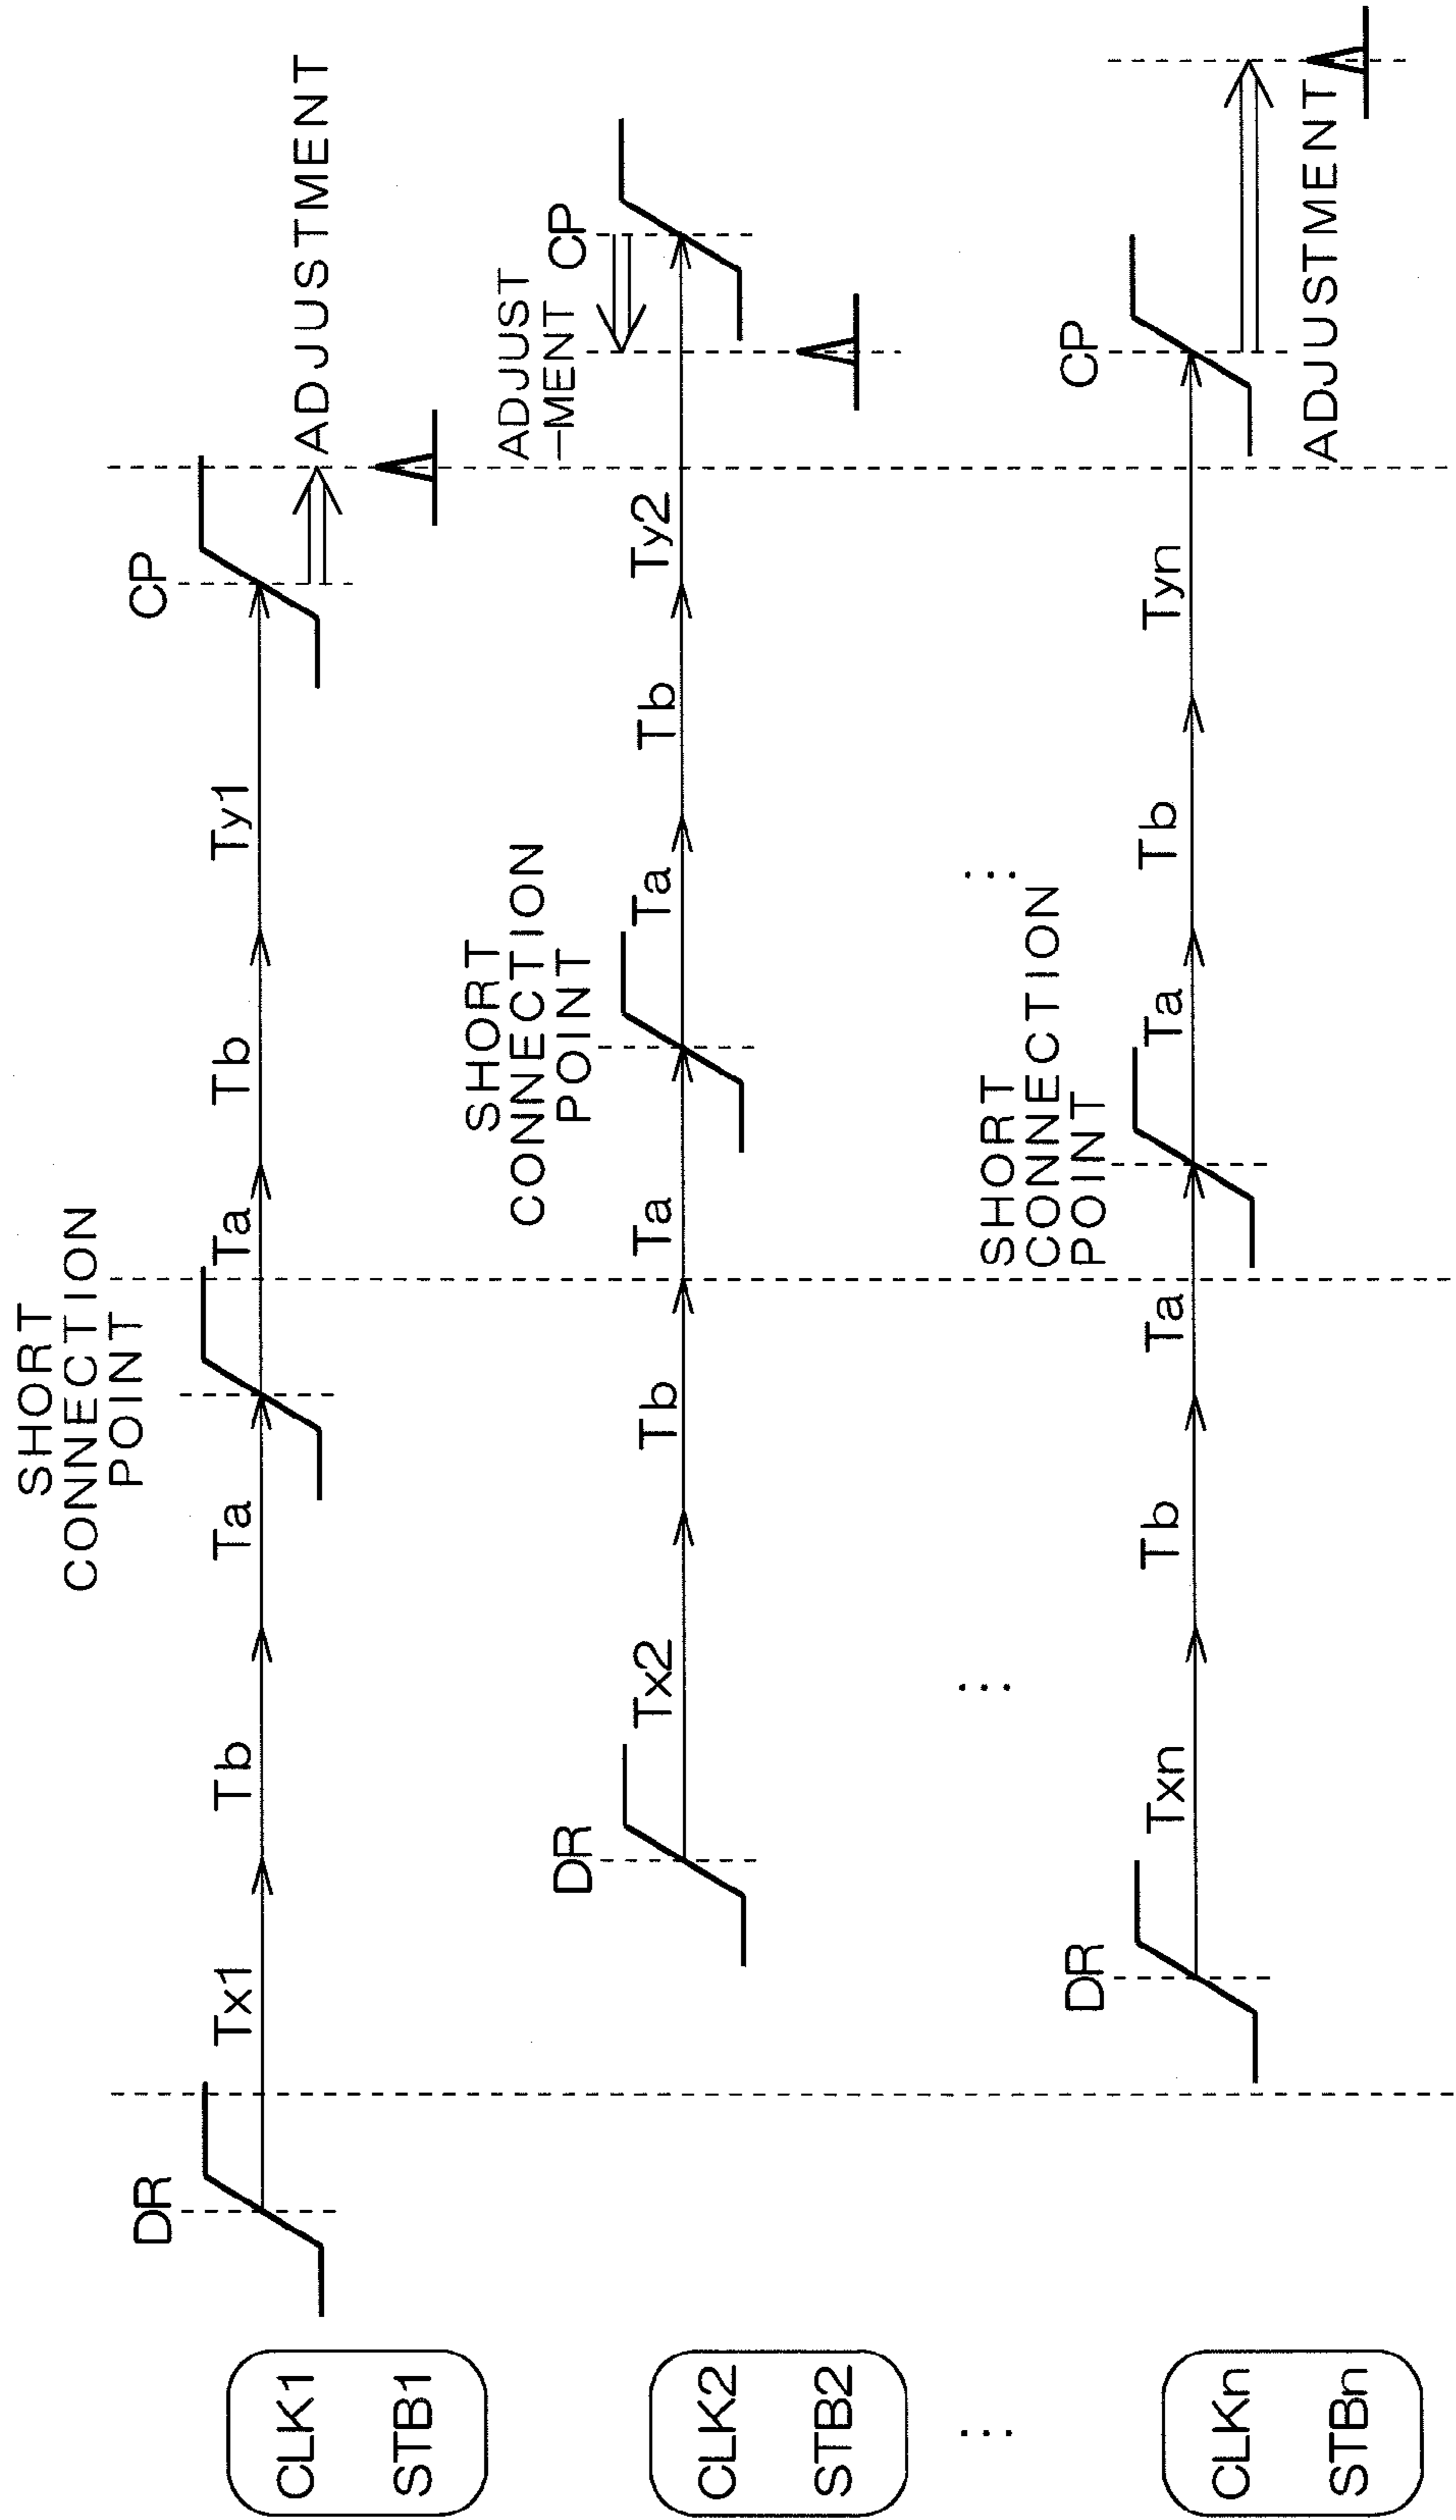 SHORT
CONNECTION
POINT
CP
DR
Tx1
Tb
Ta
Ta
Tb
Ty1
ADJUSTMENT
CLK1
STB1
SHORT
CONNECTION
POINT
ADJUST
-MENT
CP
DR
Tx2
Tb
Ta
Ta
Tb
Ty2
CLK2
STB2
...
...
...
SHORT
CONNECTION
POINT
CP
DR
Txn
Tb
Ta
Ta
Tb
Tyn
ADJUSTMENT
CLKn
STBn